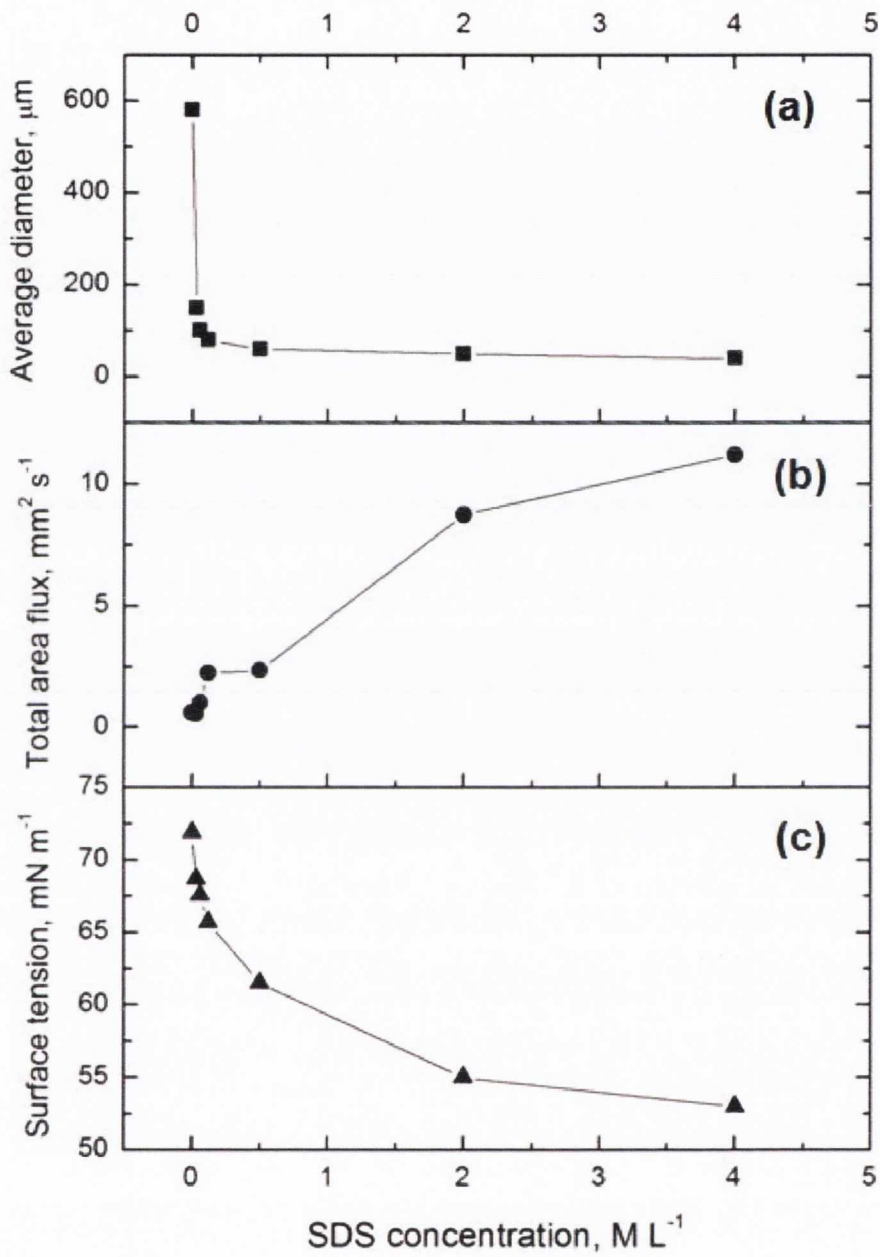 0 1 2 3 4 5
(a)
600
400
200
0
Average diameter, μm
(b)
10
5
0
Total area flux, mm² s⁻¹
(c)
75
70
65
60
55
50
Surface tension, mN m⁻¹
0 1 2 3 4 5
SDS concentration, M L⁻¹